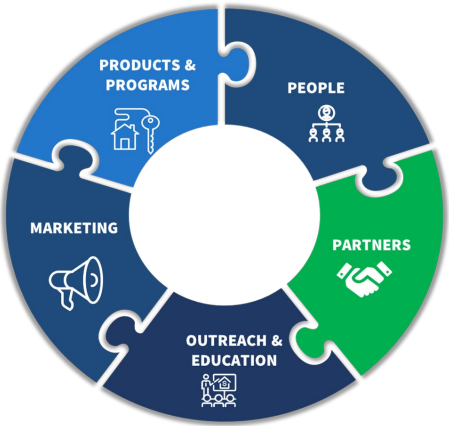 PRODUCTS &
PROGRAMS
PEOPLE
PARTNERS
OUTREACH &
EDUCATION
MARKETING